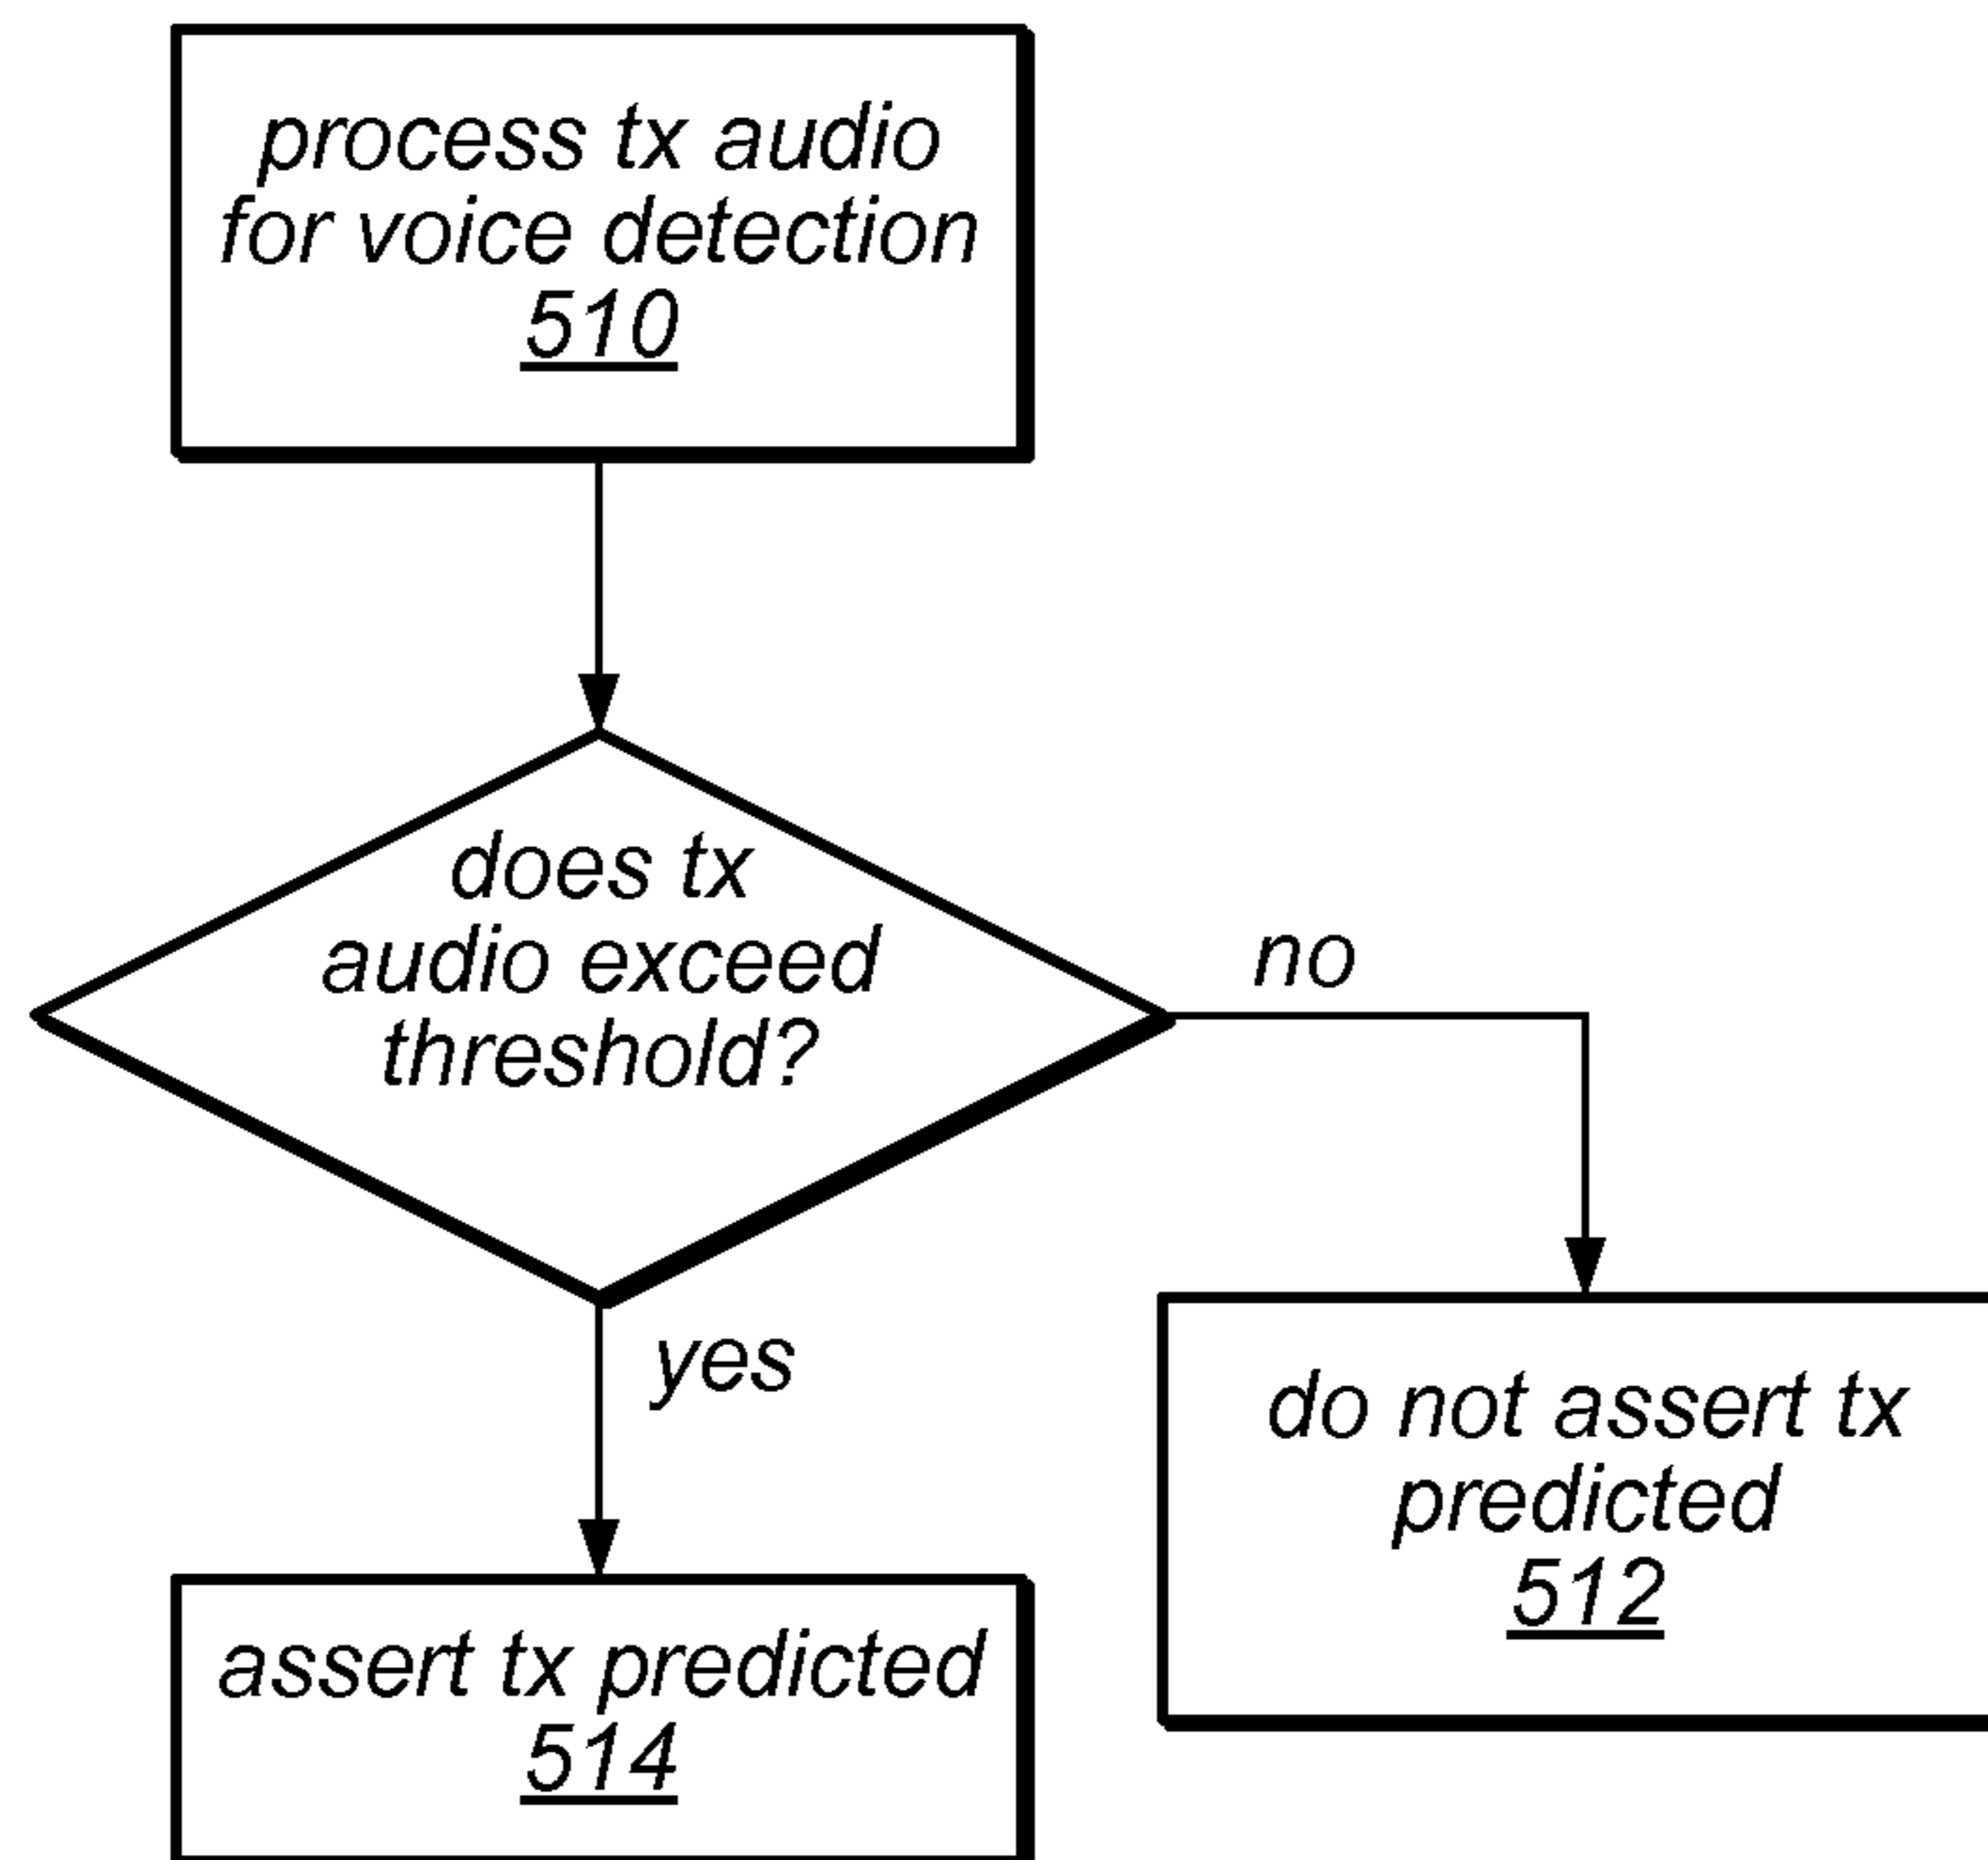 process tx audio
for voice detection
510
does tx
audio exceed
threshold?
no
yes
do not assert tx
predicted
512
assert tx predicted
514